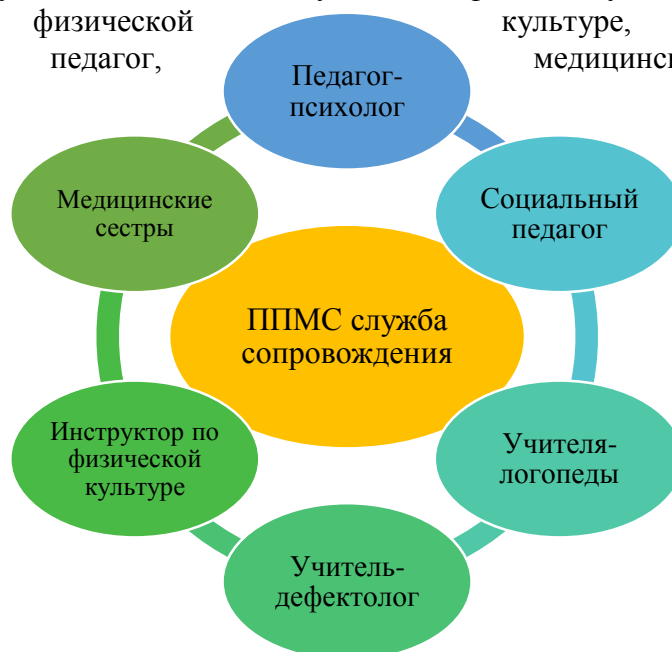 физической культуре,
педагог,
Педагог-
психолог
Социальный
педагог
Учителя-
логопеды
Учитель-
дефектолог
Инструктор по
физической
культуре
Медицинские
сестры
ППМС служба
сопровождения